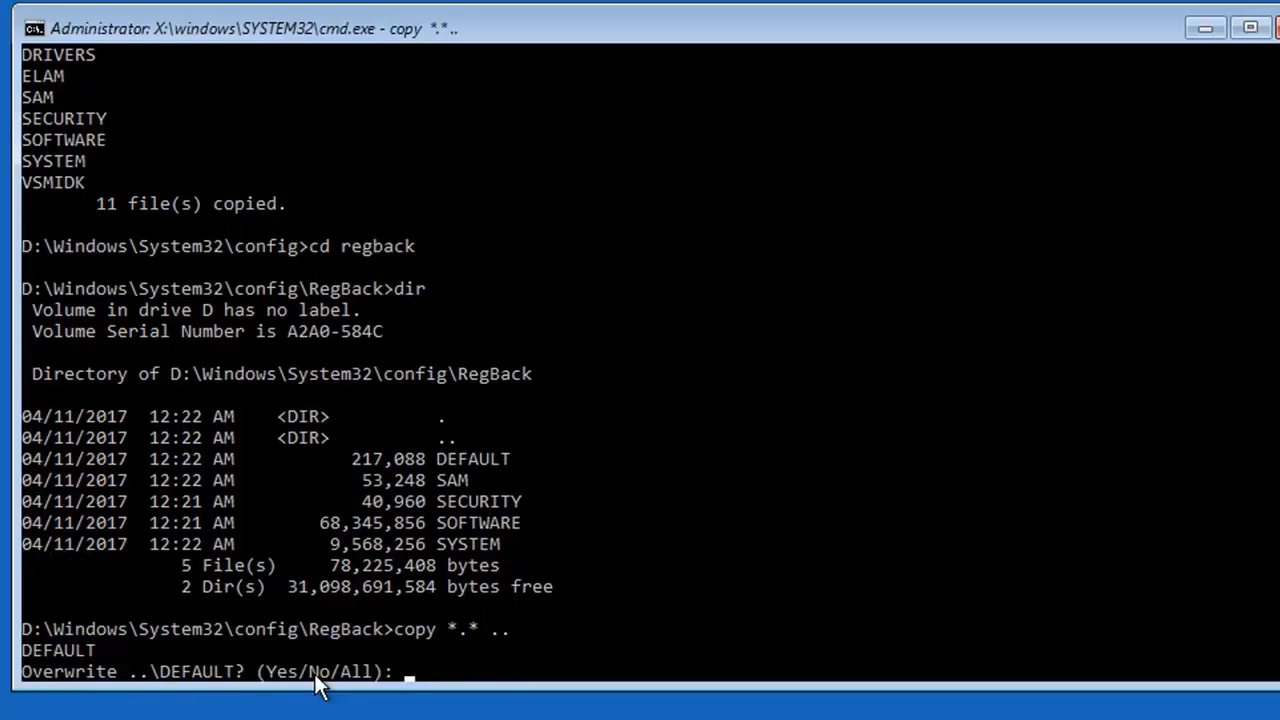 Administrator: X:\windows\SYSTEM32\cmd.exe - copy *.* ..
DRIVERS
ELAM
SAM
SECURITY
SOFTWARE
SYSTEM
VSMIDK
11 file(s) copied.
D:\Windows\System32\config>cd regback
D:\Windows\System32\config\RegBack>dir
Volume in drive D has no label.
Volume Serial Number is A2A0-584C
Directory of D:\Windows\System32\config\RegBack
04/11/2017 12:22 AM <DIR> .
04/11/2017 12:22 AM <DIR> ..
04/11/2017 12:22 AM 217,088 DEFAULT
04/11/2017 12:22 AM 53,248 SAM
04/11/2017 12:21 AM 40,960 SECURITY
04/11/2017 12:21 AM 68,345,856 SOFTWARE
04/11/2017 12:22 AM 9,568,256 SYSTEM
5 File(s) 78,225,408 bytes
2 Dir(s) 31,098,691,584 bytes free
D:\Windows\System32\config\RegBack>copy *.* ..
DEFAULT
Overwrite ..\DEFAULT? (Yes/No/All):